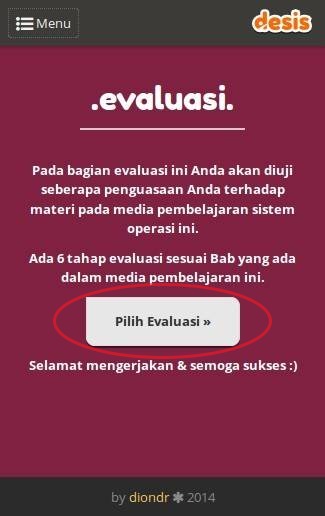 Menu
desis
.evaluasi.
Pada bagian evaluasi ini Anda akan diuji
seberapa penguasaan Anda terhadap
materi pada media pembelajaran sistem
operasi ini.
Ada 6 tahap evaluasi sesuai Bab yang ada
dalam media pembelajaran ini.
Pilih Evaluasi »
Selamat mengerjakan & semoga sukses :)
by diondr ✱ 2014